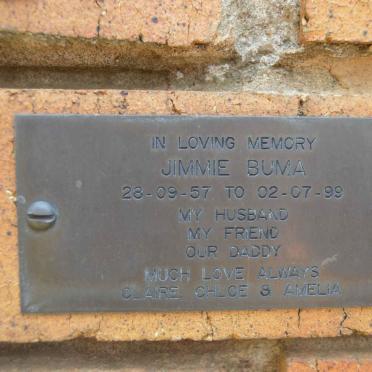 IN LOVING MEMORY
JIMMIE BUMA
28-09-57 TO 02-07-99
MY HUSBAND
MY FRIEND
OUR DADDY
MUCH LOVE ALWAYS
CLAIRE, CHLOE & AMELIA